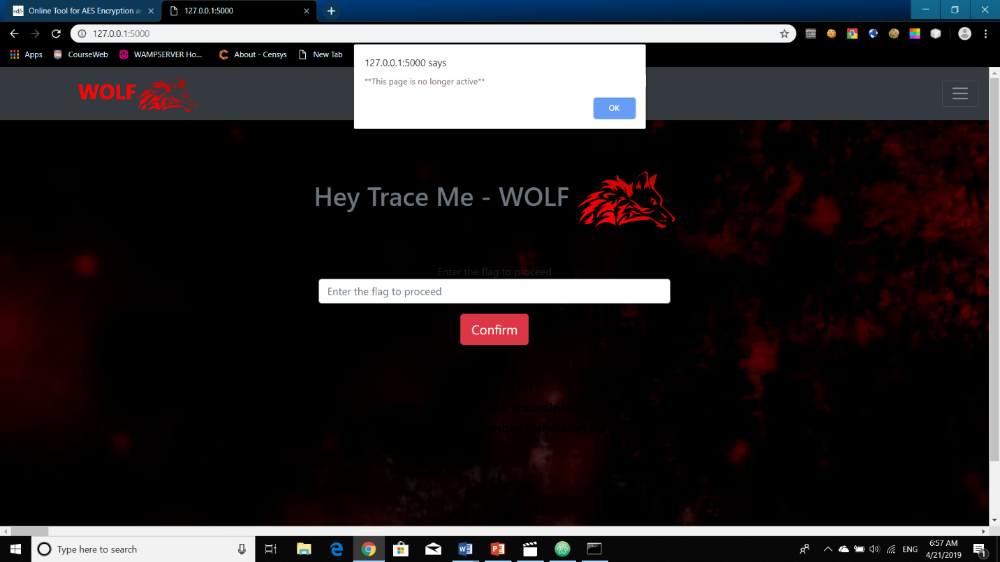 Online Tool for AES Encryption a
127.0.0.1:5000
127.0.0.1:5000
Apps
CourseWeb
WAMPSERVER Ho...
About - Censys
New Tab
127.0.0.1:5000 says
**This page is no longer active**
OK
WOLF
Hey Trace Me - WOLF
Enter the flag to proceed
Enter the flag to proceed
Confirm
Type here to search
ENG
6:57 AM
4/21/2019
1